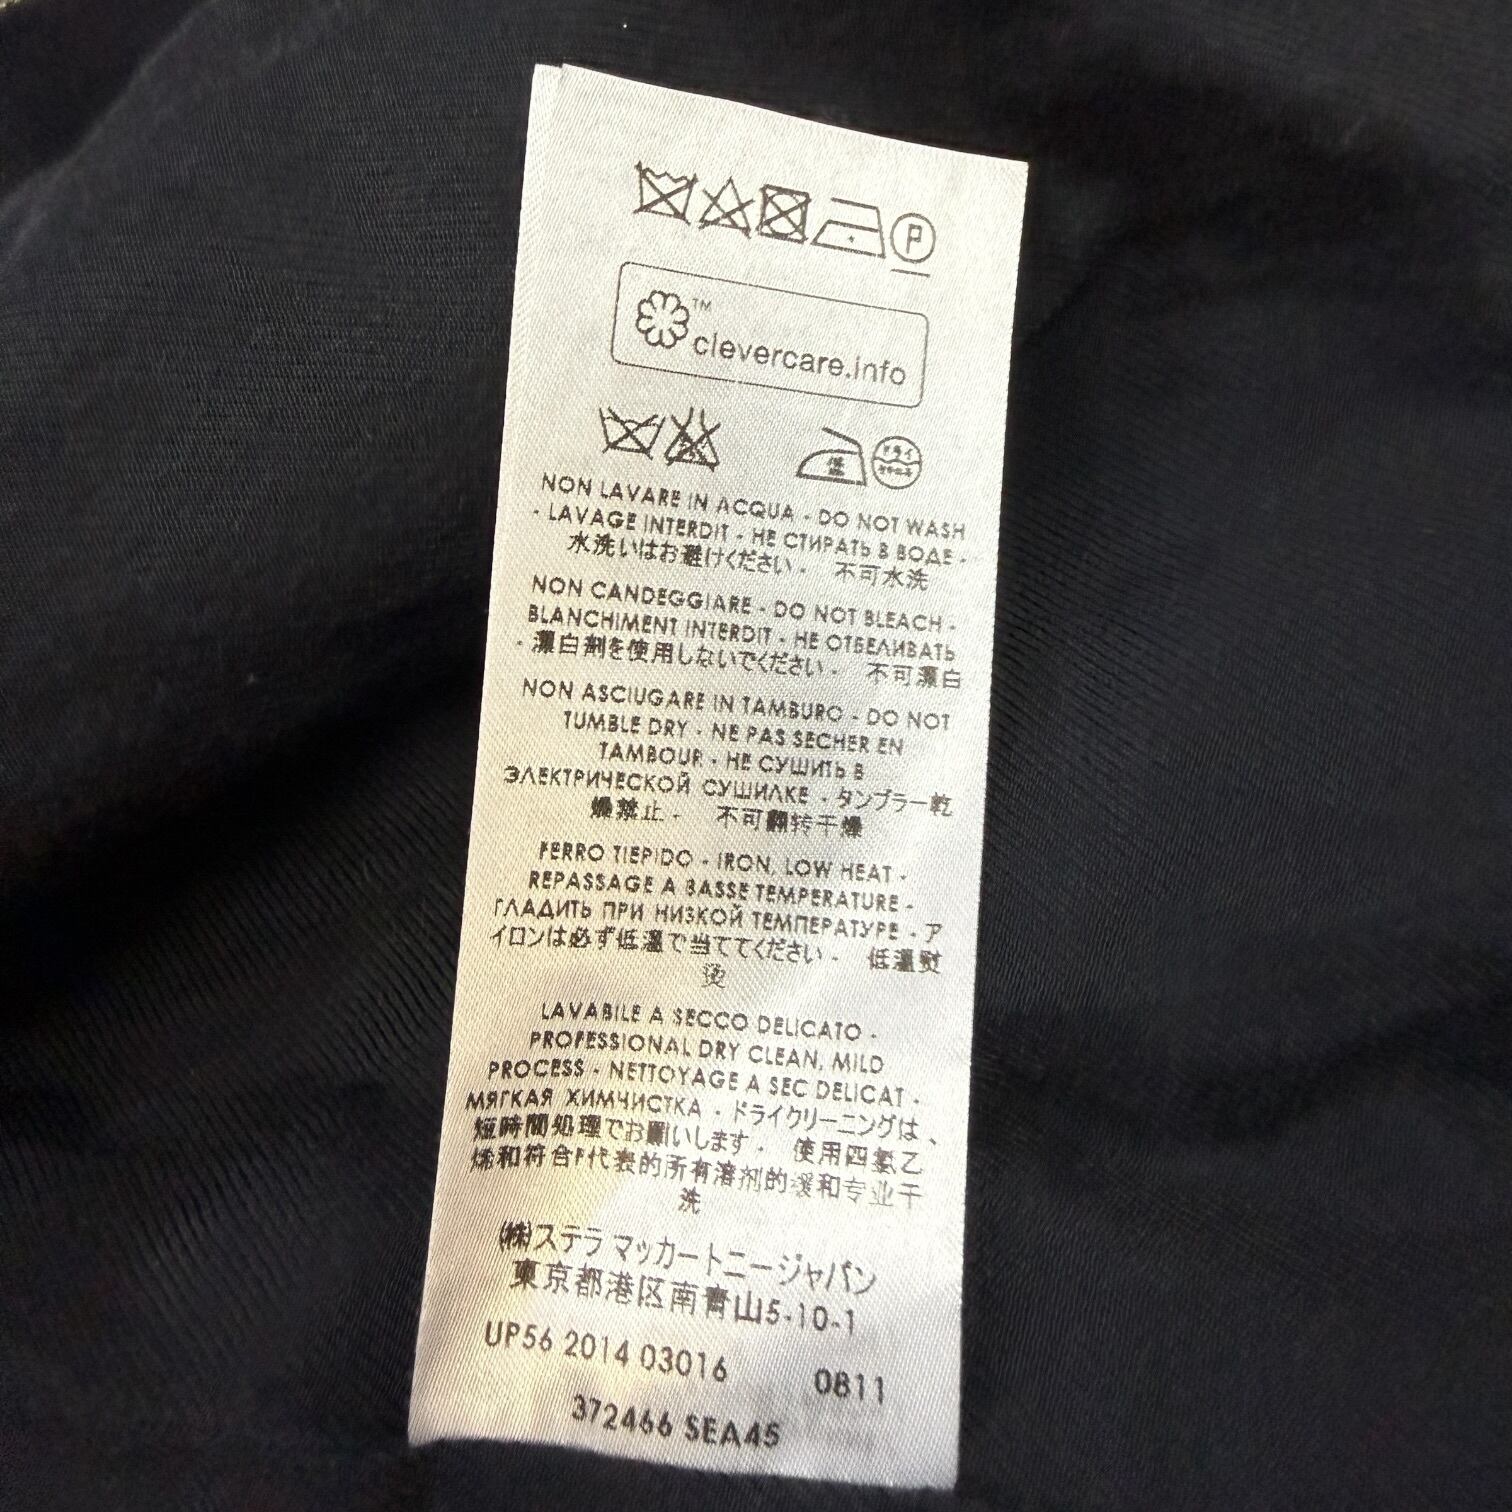 P
™
clevercare.info
低
ドライ
NON LAVARE IN ACQUA - DO NOT WASH
- LAVAGE INTERDIT - НЕ СТИРАТЬ В ВОДЕ -
水洗いはお避けください - 不可水洗
NON CANDEGGIARE - DO NOT BLEACH -
BLANCHIMENT INTERDIT - НЕ ОТБЕЛИВАТЬ
- 漂白剤を使用しないでください - 不可漂白
NON ASCIUGARE IN TAMBURO - DO NOT
TUMBLE DRY - NE PAS SECHER EN
TAMBOUR - НЕ СУШИТЬ В
ЭЛЕКТРИЧЕСКОЙ СУШИЛКЕ - タンブラー乾
燥禁止 - 不可翻转干燥
FERRO TIEPIDO - IRON, LOW HEAT -
REPASSAGE A BASSE TEMPERATURE -
ГЛАДИТЬ ПРИ НИЗКОЙ ТЕМПЕРАТУРЕ - ア
イロンは必ず低温で当ててください - 低温熨
烫
LAVABILE A SECCO DELICATO -
PROFESSIONAL DRY CLEAN, MILD
PROCESS - NETTOYAGE A SEC DELICAT -
МЯГКАЯ ХИМЧИСТКА - ドライクリーニングは、
短時間処理でお願いします - 使用四氯乙
烯和符合F代表的所有溶剂的缓和专业干
洗
(株)ステラ マッカートニージャパン
東京都港区南青山5-10-1
UP56 2014 03016 0811
372466 SEA45